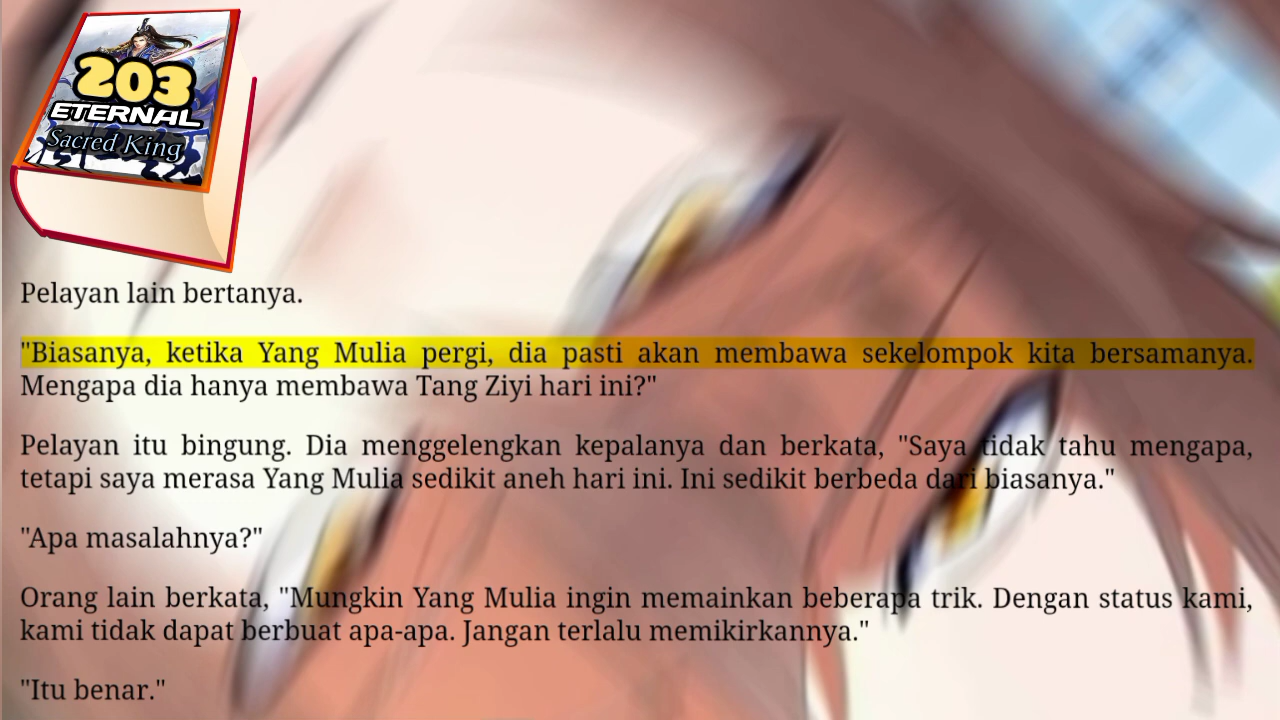 203
ETERNAL
Sacred King
Pelayan lain bertanya.
"Biasanya, ketika Yang Mulia pergi, dia pasti akan membawa sekelompok kita bersamanya.
Mengapa dia hanya membawa Tang Ziyi hari ini?"
Pelayan itu bingung. Dia menggelengkan kepalanya dan berkata, "Saya tidak tahu mengapa,
tetapi saya merasa Yang Mulia sedikit aneh hari ini. Ini sedikit berbeda dari biasanya."
"Apa masalahnya?"
Orang lain berkata, "Mungkin Yang Mulia ingin memainkan beberapa trik. Dengan status kami,
kami tidak dapat berbuat apa-apa. Jangan terlalu memikirkannya."
"Itu benar."